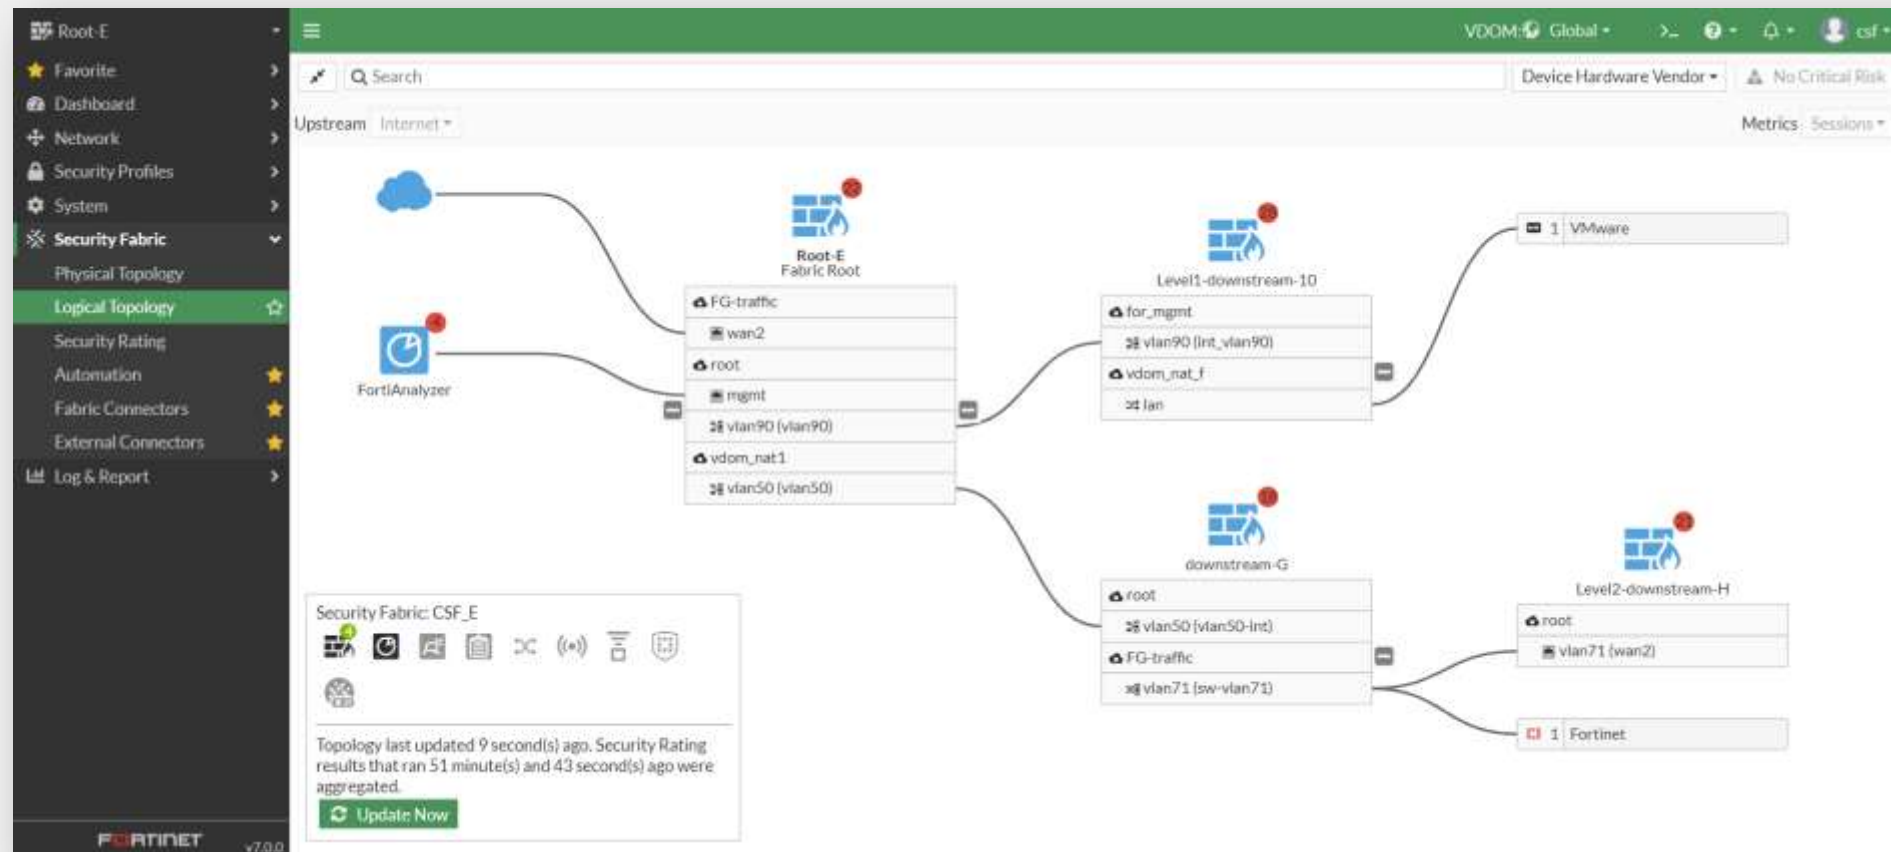 Root-E
VDOM: Global
csf
Favorite
Dashboard
Network
Security Profiles
System
Security Fabric
Physical Topology
Logical Topology
Security Rating
Automation
Fabric Connectors
External Connectors
Log & Report
FORTINET
v7.0.0
Search
Device Hardware Vendor
No Critical Risk
Upstream Internet
Metrics Sessions
FortiAnalyzer
22
Root-E
Fabric Root
FG-traffic
wan2
root
mgmt
vlan90 (vlan90)
vdom_nat1
vlan50 (vlan50)
Level1-downstream-10
for_mgmt
vlan90 (int_vlan90)
vdom_nat_f
lan
1 VMware
downstream-G
root
vlan50 (vlan50-int)
FG-traffic
vlan71 (sw-vlan71)
21
Level2-downstream-H
root
vlan71 (wan2)
1 Fortinet
Security Fabric: CSF_E
4
Topology last updated 9 second(s) ago. Security Rating
results that ran 51 minute(s) and 43 second(s) ago were
aggregated.
Update Now